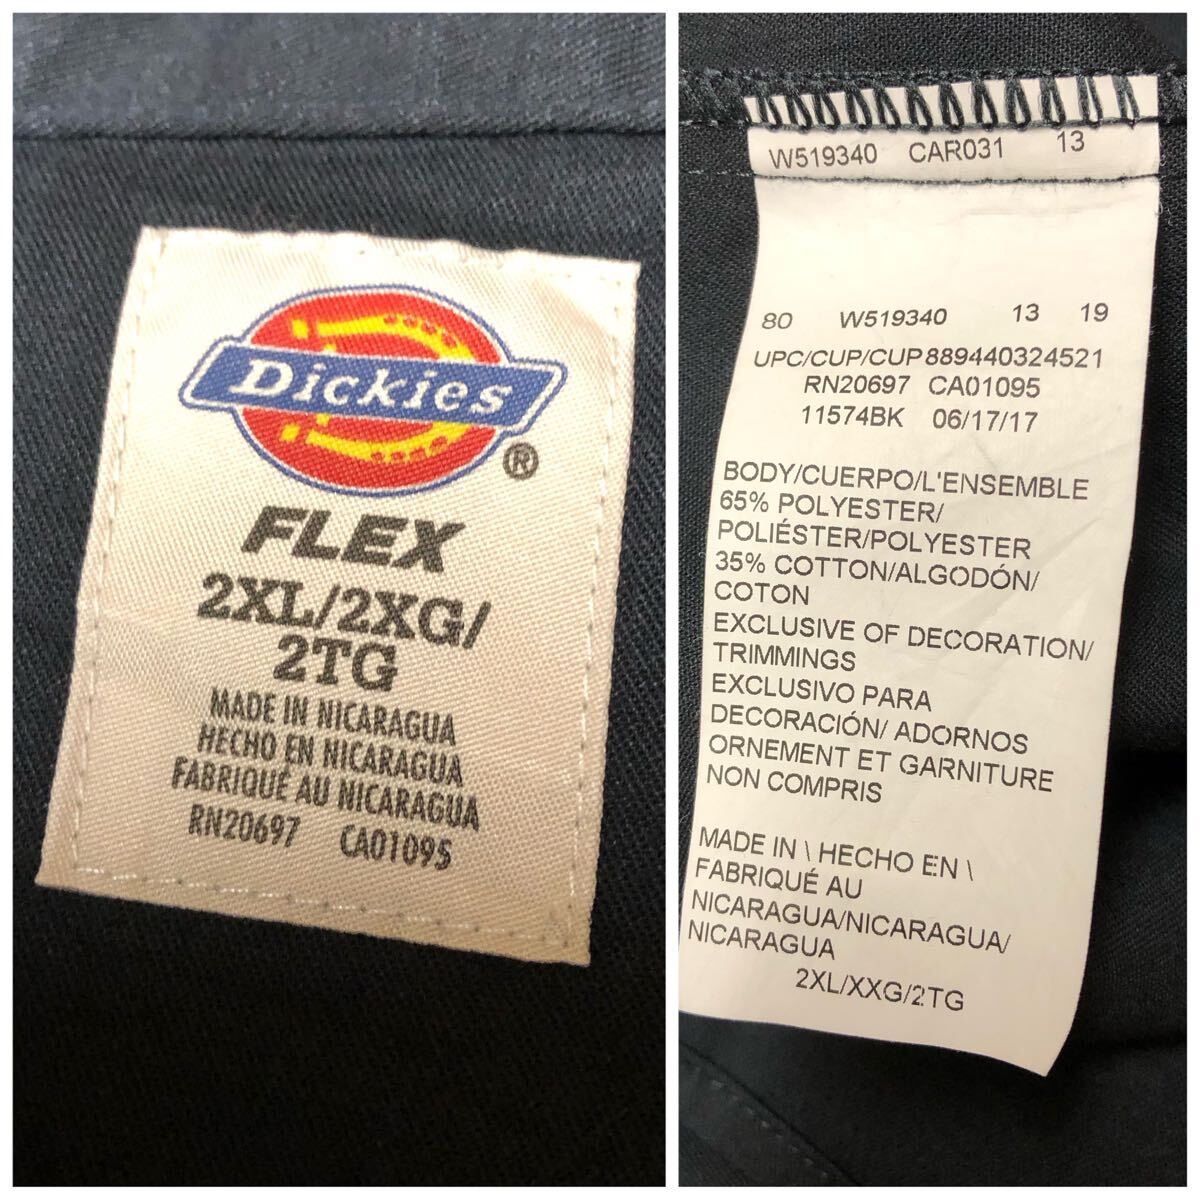 Dickies
®
FLEX
2XL/2XG/
2TG
MADE IN NICARAGUA
HECHO EN NICARAGUA
FABRIQUÉ AU NICARAGUA
RN20697 CA01095
W519340 CAR031 13
80 W519340 13 19
UPC/CUP/CUP889440324521
RN20697 CA01095
11574BK 06/17/17
BODY/CUERPO/L'ENSEMBLE
65% POLYESTER/
POLIÉSTER/POLYESTER
35% COTTON/ALGODÓN/
COTON
EXCLUSIVE OF DECORATION/
TRIMMINGS
EXCLUSIVO PARA
DECORACIÓN/ ADORNOS
ORNEMENT ET GARNITURE
NON COMPRIS
MADE IN \ HECHO EN \
FABRIQUÉ AU
NICARAGUA/NICARAGUA/
NICARAGUA
2XL/XXG/2TG